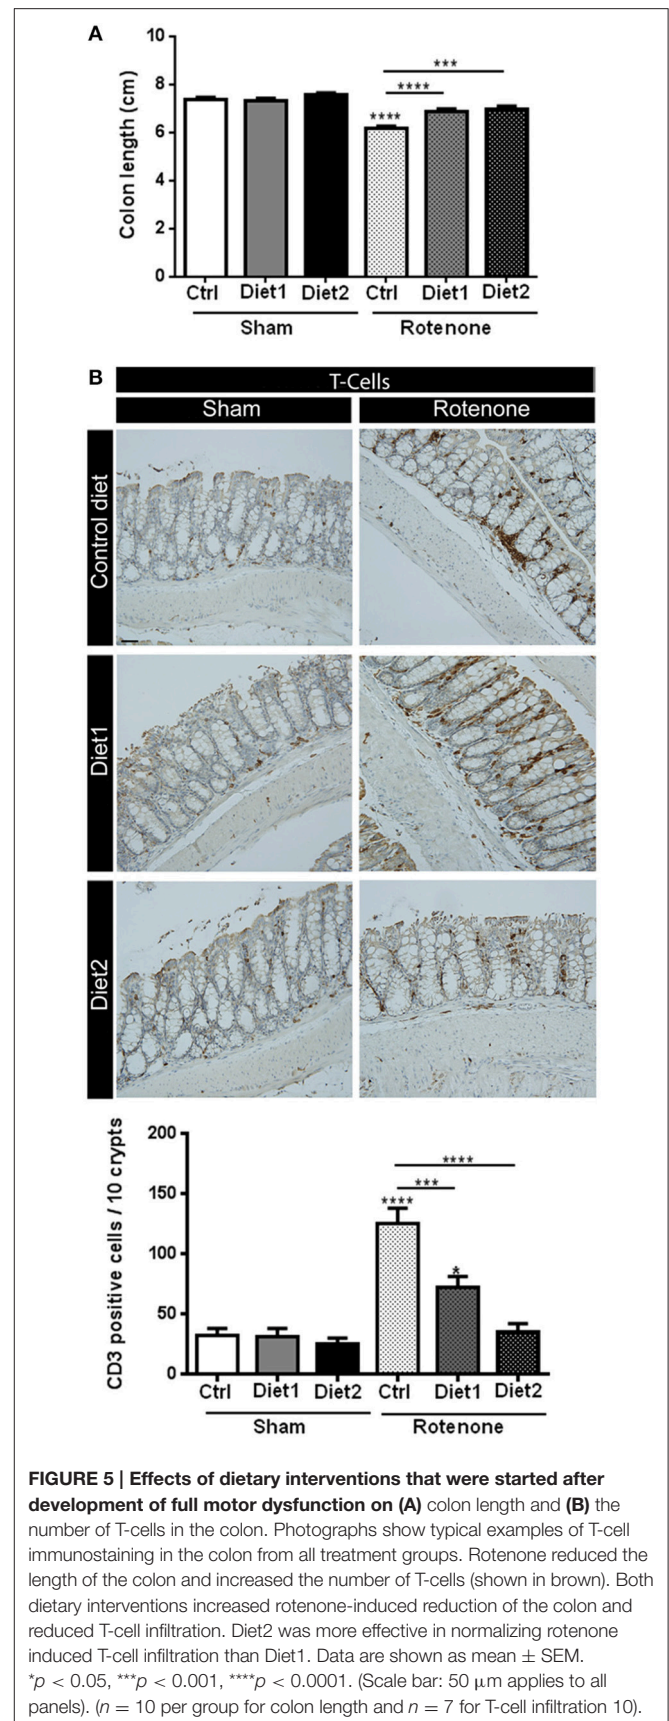 A
Colon length (cm)
10
8
6
4
2
0
***
****
****
Ctrl Diet1 Diet2 Ctrl Diet1 Diet2
Sham Rotenone
B
T-Cells
Sham Rotenone
Control diet
Diet1
Diet2
CD3 positive cells / 10 crypts
200
150
100
50
0
****
***
****
*
Ctrl Diet1 Diet2 Ctrl Diet1 Diet2
Sham Rotenone
FIGURE 5 | Effects of dietary interventions that were started after
development of full motor dysfunction on (A) colon length and (B) the
number of T-cells in the colon. Photographs show typical examples of T-cell
immunostaining in the colon from all treatment groups. Rotenone reduced the
length of the colon and increased the number of T-cells (shown in brown). Both
dietary interventions increased rotenone-induced reduction of the colon and
reduced T-cell infiltration. Diet2 was more effective in normalizing rotenone
induced T-cell infiltration than Diet1. Data are shown as mean ± SEM.
*p < 0.05, ***p < 0.001, ****p < 0.0001. (Scale bar: 50 μm applies to all
panels). (n = 10 per group for colon length and n = 7 for T-cell infiltration 10).